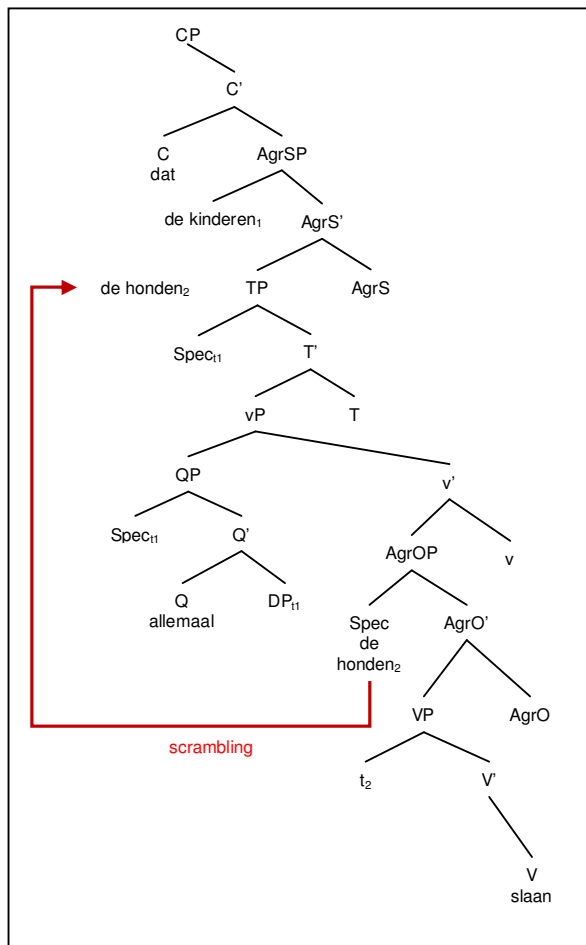 CP
C’
C AgrSP
dat
de kinderen₁ AgrS’
de honden₂ TP AgrS
Specₜ₁ T’
vP T
QP v’
Specₜ₁ Q’ AgrOP v
Q DPₜ₁ Spec AgrO’
allemaal de
honden₂
VP AgrO
scrambling
t₂ V’
V
slaan